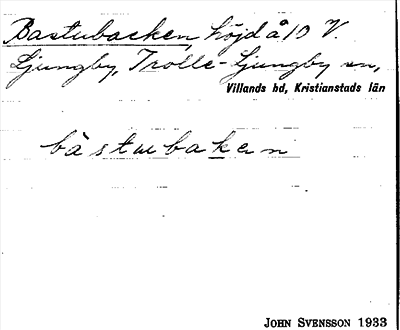 Bastubacken, höjd å 10 V.
Ljungby, Trolle-Ljungby sn,
Villands hd, Kristianstads län
bàstubaken
JOHN SVENSSON 1933